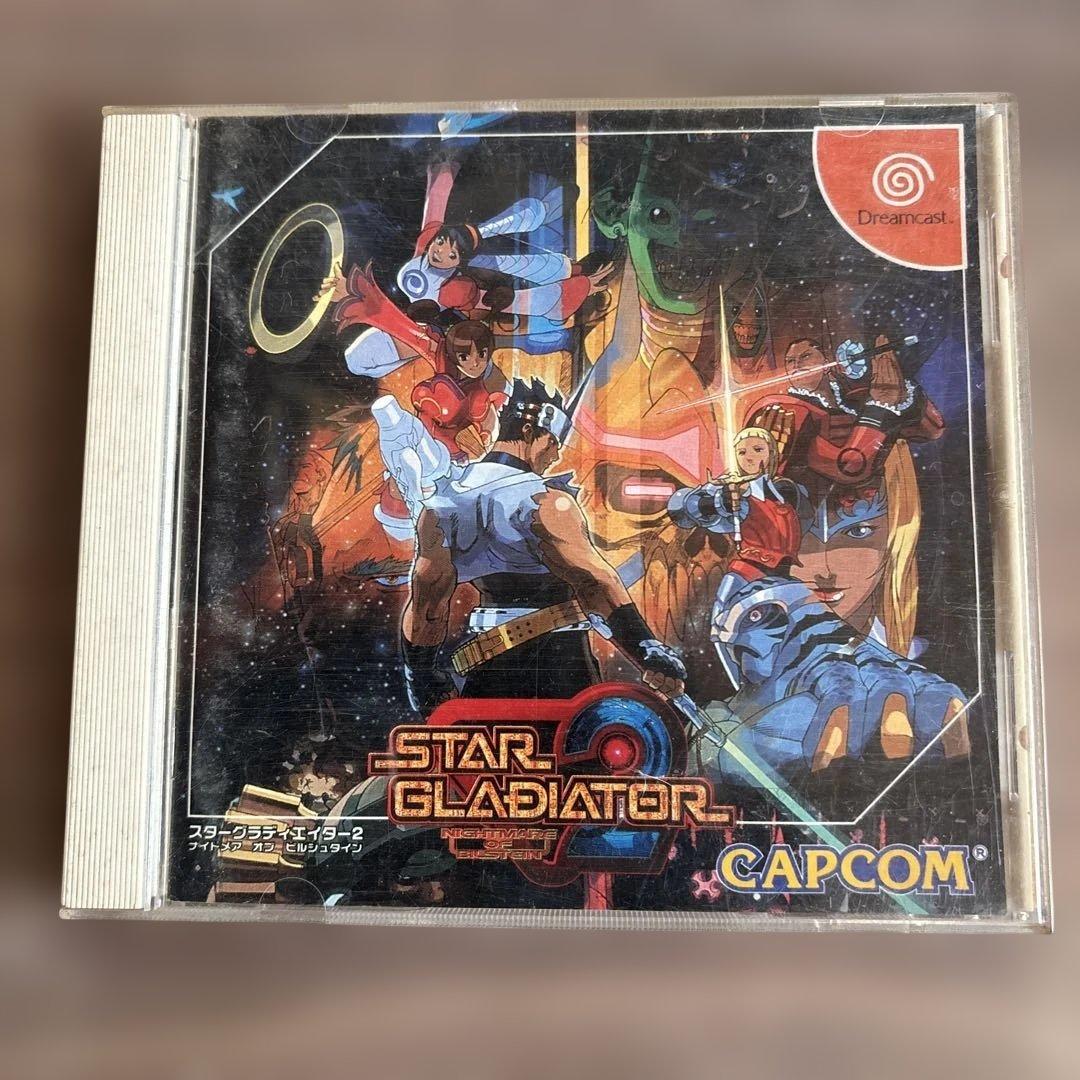 Dreamcast™
STAR 2
GLADIATOR
NIGHTMARE
OF
BILSTEIN
スターグラディエイター2
ナイトメア オブ ビルシュタイン
CAPCOM®